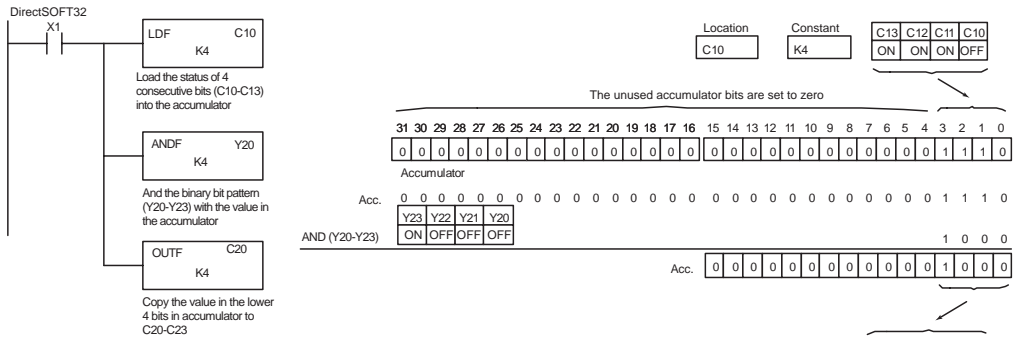 DirectSOFT32
X1
LDF C10
K4
Load the status of 4
consecutive bits (C10-C13)
into the accumulator
ANDF Y20
K4
And the binary bit pattern
(Y20-Y23) with the value in
the accumulator
OUTF C20
K4
Copy the value in the lower
4 bits in accumulator to
C20-C23
Location Constant
C10 K4
C13 C12 C11 C10
ON ON ON OFF
The unused accumulator bits are set to zero
31 30 29 28 27 26 25 24 23 22 21 20 19 18 17 16 15 14 13 12 11 10 9 8 7 6 5 4 3 2 1 0
0 0 0 0 0 0 0 0 0 0 0 0 0 0 0 0 0 0 0 0 0 0 0 0 0 0 0 0 1 1 1 0
Accumulator
Acc. 0 0 0 0 0 0 0 0 0 0 0 0 0 0 0 0 0 0 0 0 0 0 0 0 0 0 0 0 1 1 1 0
Y23 Y22 Y21 Y20
ON OFF OFF OFF
AND (Y20-Y23) 1 0 0 0
Acc. 0 0 0 0 0 0 0 0 0 0 0 0 1 0 0 0